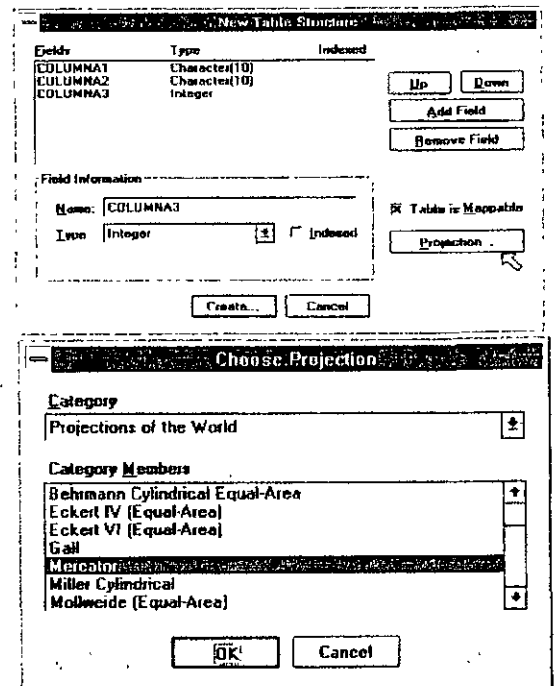 New Table Structure
Fields Type Indexed
COLUMNA1 Character(10)
COLUMNA2 Character(10)
COLUMNA3 Integer
Up Down
Add Field
Remove Field
Field Information
Name: COLUMNA3
Table is Mappable
Type Integer Indexed
Projection...
Create... Cancel
Choose Projection
Category
Projections of the World
Category Members
Behrmann Cylindrical Equal-Area
Eckert IV (Equal-Area)
Eckert VI (Equal-Area)
Gall
Mercator
Miller Cylindrical
Mollweide (Equal-Area)
OK Cancel